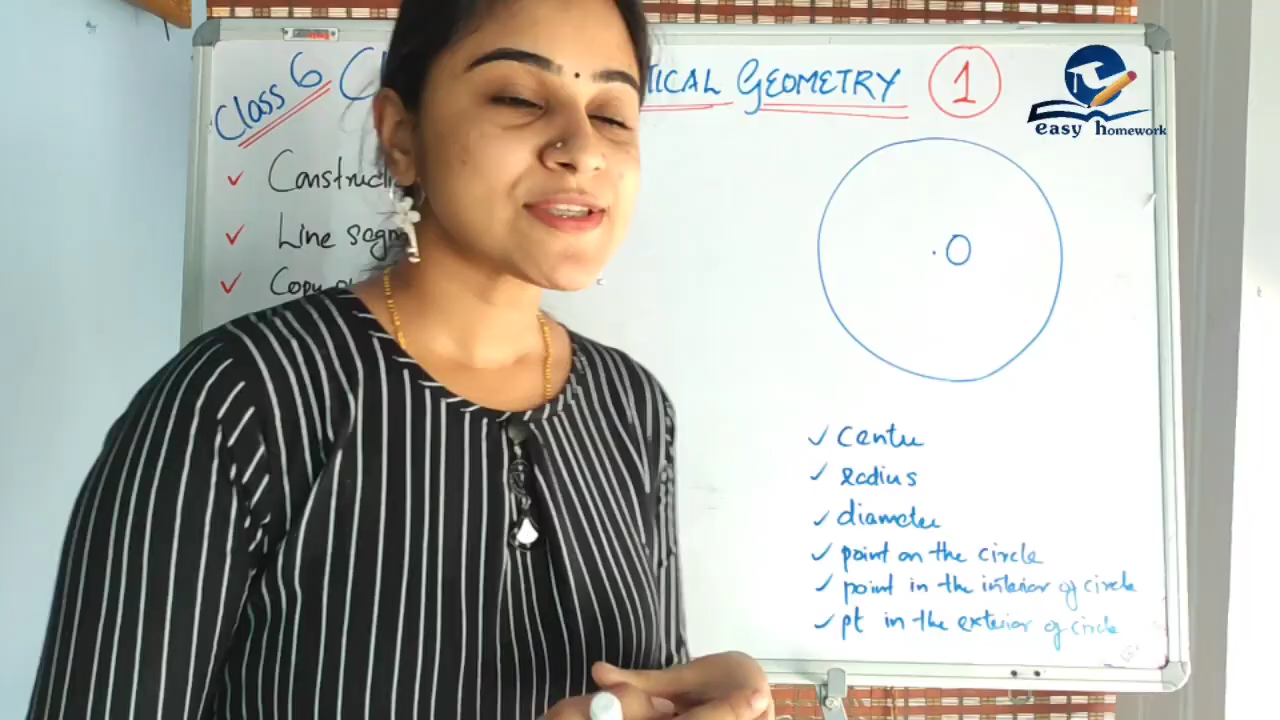 Class 6 TICAL GEOMETRY 1
easy homework
Constructi
Line segm
Copy o
O
✓ centre
✓ radius
✓ diameter
✓ point on the circle
✓ point in the interior of circle
✓ pt in the exterior of circle